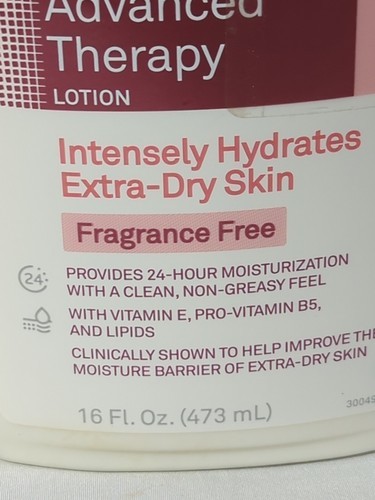 Advanced
Therapy
LOTION
Intensely Hydrates
Extra-Dry Skin
Fragrance Free
24
PROVIDES 24-HOUR MOISTURIZATION
WITH A CLEAN, NON-GREASY FEEL
WITH VITAMIN E, PRO-VITAMIN B5,
AND LIPIDS
CLINICALLY SHOWN TO HELP IMPROVE THE
MOISTURE BARRIER OF EXTRA-DRY SKIN
16 Fl. Oz. (473 mL)